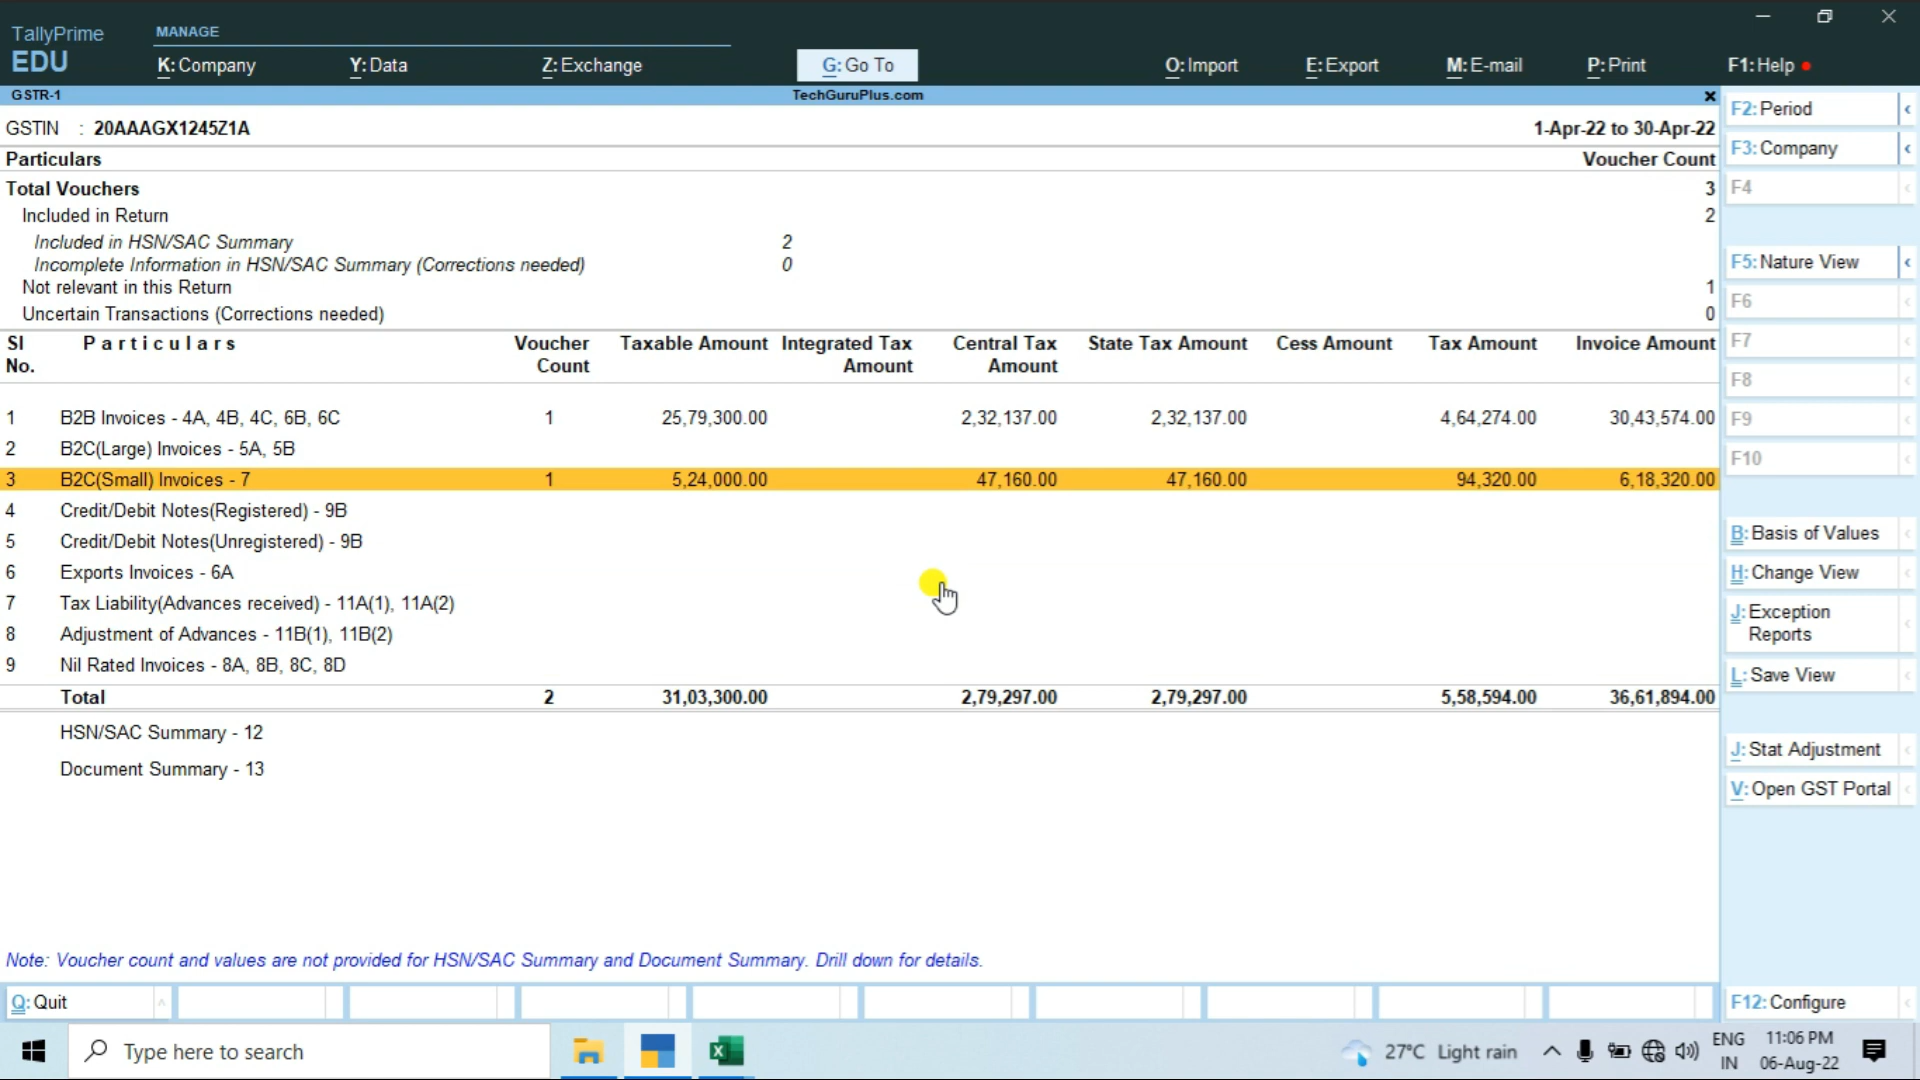 TallyPrime
EDU
MANAGE
K: Company Y: Data Z: Exchange G: Go To O: Import E: Export M: E-mail P: Print F1: Help
GSTR-1 TechGuruPlus.com
GSTIN : 20AAAGX1245Z1A 1-Apr-22 to 30-Apr-22
Particulars Voucher Count
Total Vouchers 3
Included in Return 2
Included in HSN/SAC Summary 2
Incomplete Information in HSN/SAC Summary (Corrections needed) 0
Not relevant in this Return 1
Uncertain Transactions (Corrections needed) 0
Sl Particulars Voucher Taxable Amount Integrated Tax Central Tax State Tax Amount Cess Amount Tax Amount Invoice Amount
No. Count Amount Amount
1 B2B Invoices - 4A, 4B, 4C, 6B, 6C 1 25,79,300.00 2,32,137.00 2,32,137.00 4,64,274.00 30,43,574.00
2 B2C(Large) Invoices - 5A, 5B
3 B2C(Small) Invoices - 7 1 5,24,000.00 47,160.00 47,160.00 94,320.00 6,18,320.00
4 Credit/Debit Notes(Registered) - 9B
5 Credit/Debit Notes(Unregistered) - 9B
6 Exports Invoices - 6A
7 Tax Liability(Advances received) - 11A(1), 11A(2)
8 Adjustment of Advances - 11B(1), 11B(2)
9 Nil Rated Invoices - 8A, 8B, 8C, 8D
Total 2 31,03,300.00 2,79,297.00 2,79,297.00 5,58,594.00 36,61,894.00
HSN/SAC Summary - 12
Document Summary - 13
Note: Voucher count and values are not provided for HSN/SAC Summary and Document Summary. Drill down for details.
Q: Quit
F2: Period
F3: Company
F4
F5: Nature View
F6
F7
F8
F9
F10
B: Basis of Values
H: Change View
J: Exception
Reports
L: Save View
J: Stat Adjustment
V: Open GST Portal
F12: Configure
Type here to search
27°C Light rain
ENG
IN
11:06 PM
06-Aug-22